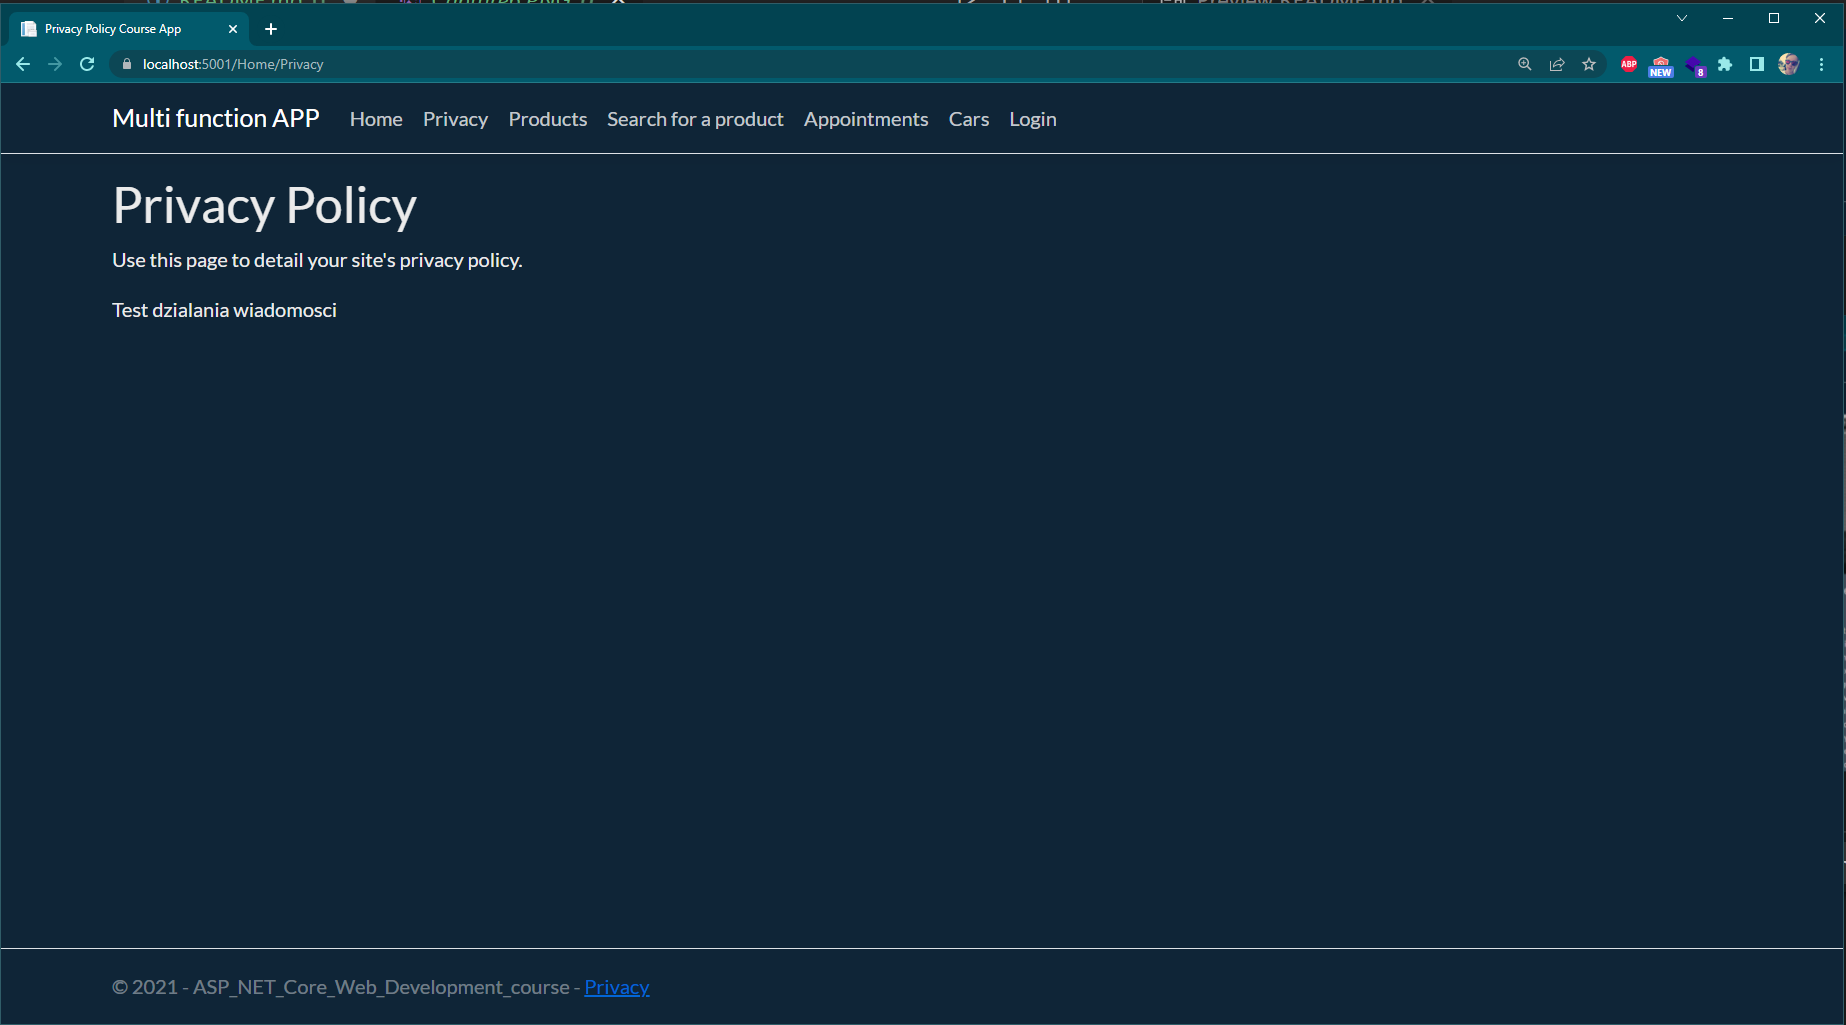 Privacy Policy Course App
localhost:5001/Home/Privacy
ABP
NEW
8
Multi function APP Home Privacy Products Search for a product Appointments Cars Login
Privacy Policy
Use this page to detail your site's privacy policy.
Test dzialania wiadomosci
© 2021 - ASP_NET_Core_Web_Development_course - Privacy